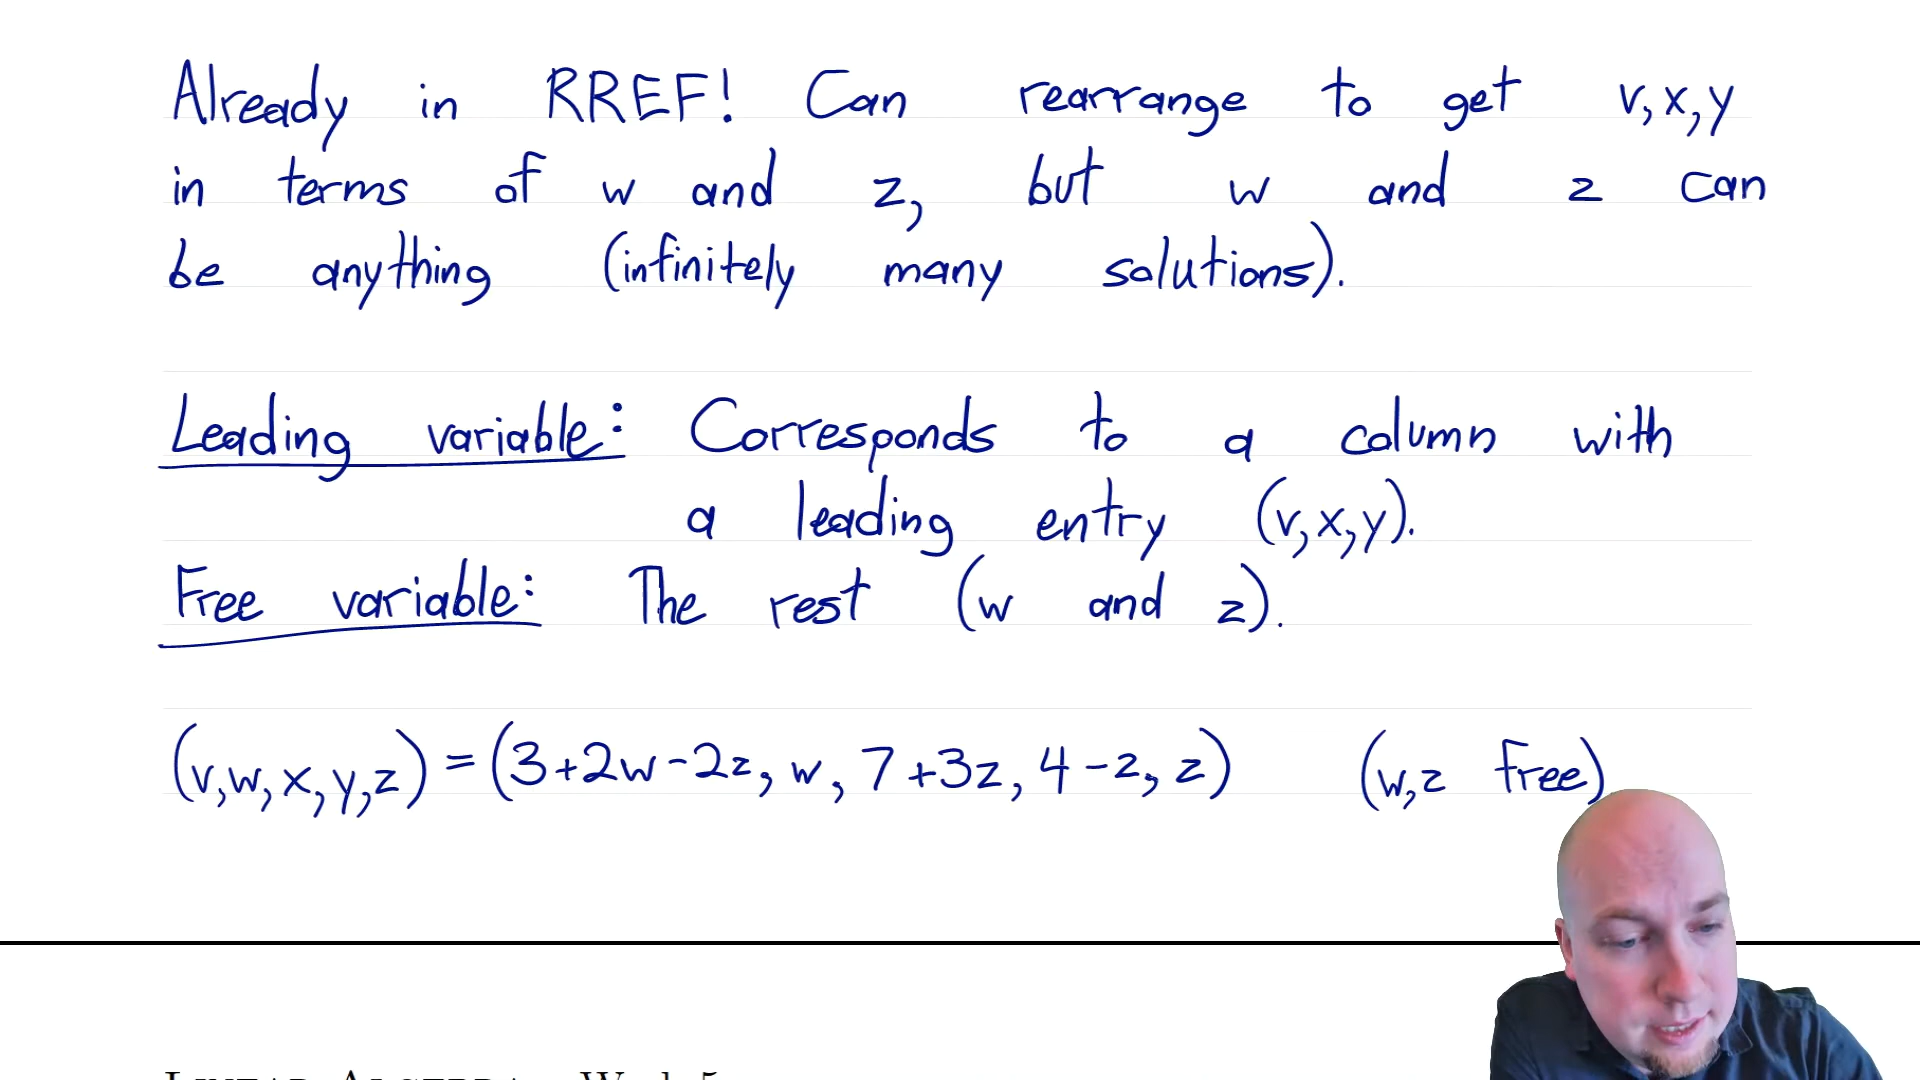 Already in RREF! Can rearrange to get v, x, y
in terms of w and z, but w and z can
be anything (infinitely many solutions).
Leading variable: Corresponds to a column with
a leading entry (v, x, y).
Free variable: The rest (w and z).
(v,w,x,y,z) = (3+2w-2z, w, 7+3z, 4-z, z) (w,z free)